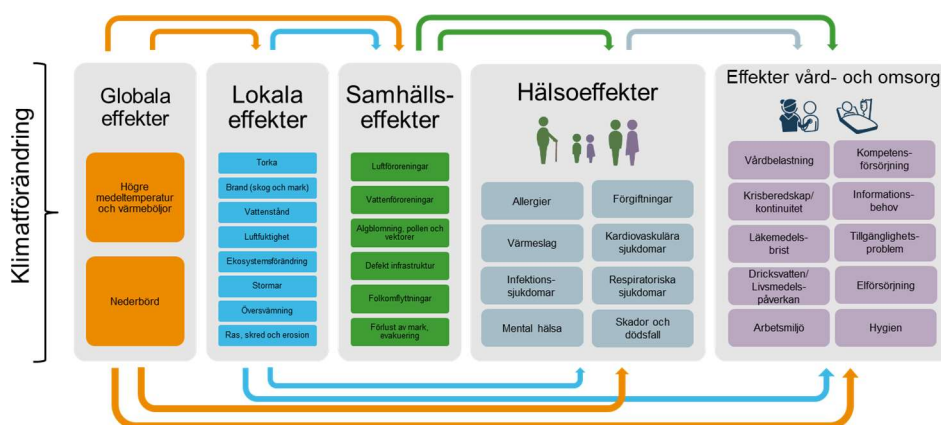 Klimatförändring
Globala
effekter
Högre
medeltemperatur
och värmeböljor
Nederbörd
Lokala
effekter
Torka
Brand (skog och mark)
Vattenstånd
Luftfuktighet
Ekosystemsförändring
Stormar
Översvämning
Ras, skred och erosion
Samhälls-
effekter
Luftföroreningar
Vattenföroreningar
Algblomning, pollen och
vektorer
Defekt infrastruktur
Folkomflyttningar
Förlust av mark,
evakuering
Hälsoeffekter
Allergier
Förgiftningar
Värmeslag
Kardiovaskulära
sjukdomar
Infektions-
sjukdomar
Respiratoriska
sjukdomar
Mental hälsa
Skador och
dödsfall
Effekter vård- och omsorg
Vårdbelastning
Kompetens-
försörjning
Krisberedskap/
kontinuitet
Informations-
behov
Läkemedels-
brist
Tillgänglighets-
problem
Dricksvatten/
Livsmedels-
påverkan
Elförsörjning
Arbetsmiljö
Hygien